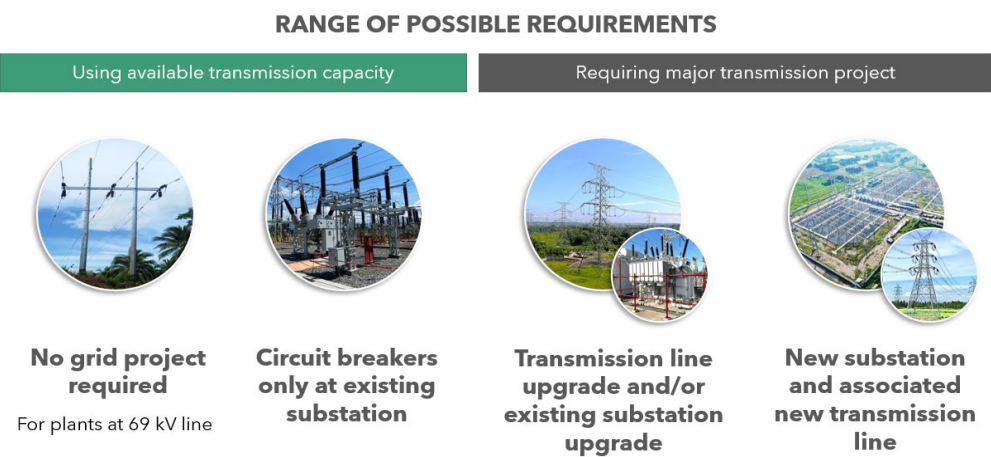 RANGE OF POSSIBLE REQUIREMENTS
Using available transmission capacity
Requiring major transmission project
No grid project
required
For plants at 69 kV line
Circuit breakers
only at existing
substation
Transmission line
upgrade and/or
existing substation
upgrade
New substation
and associated
new transmission
line